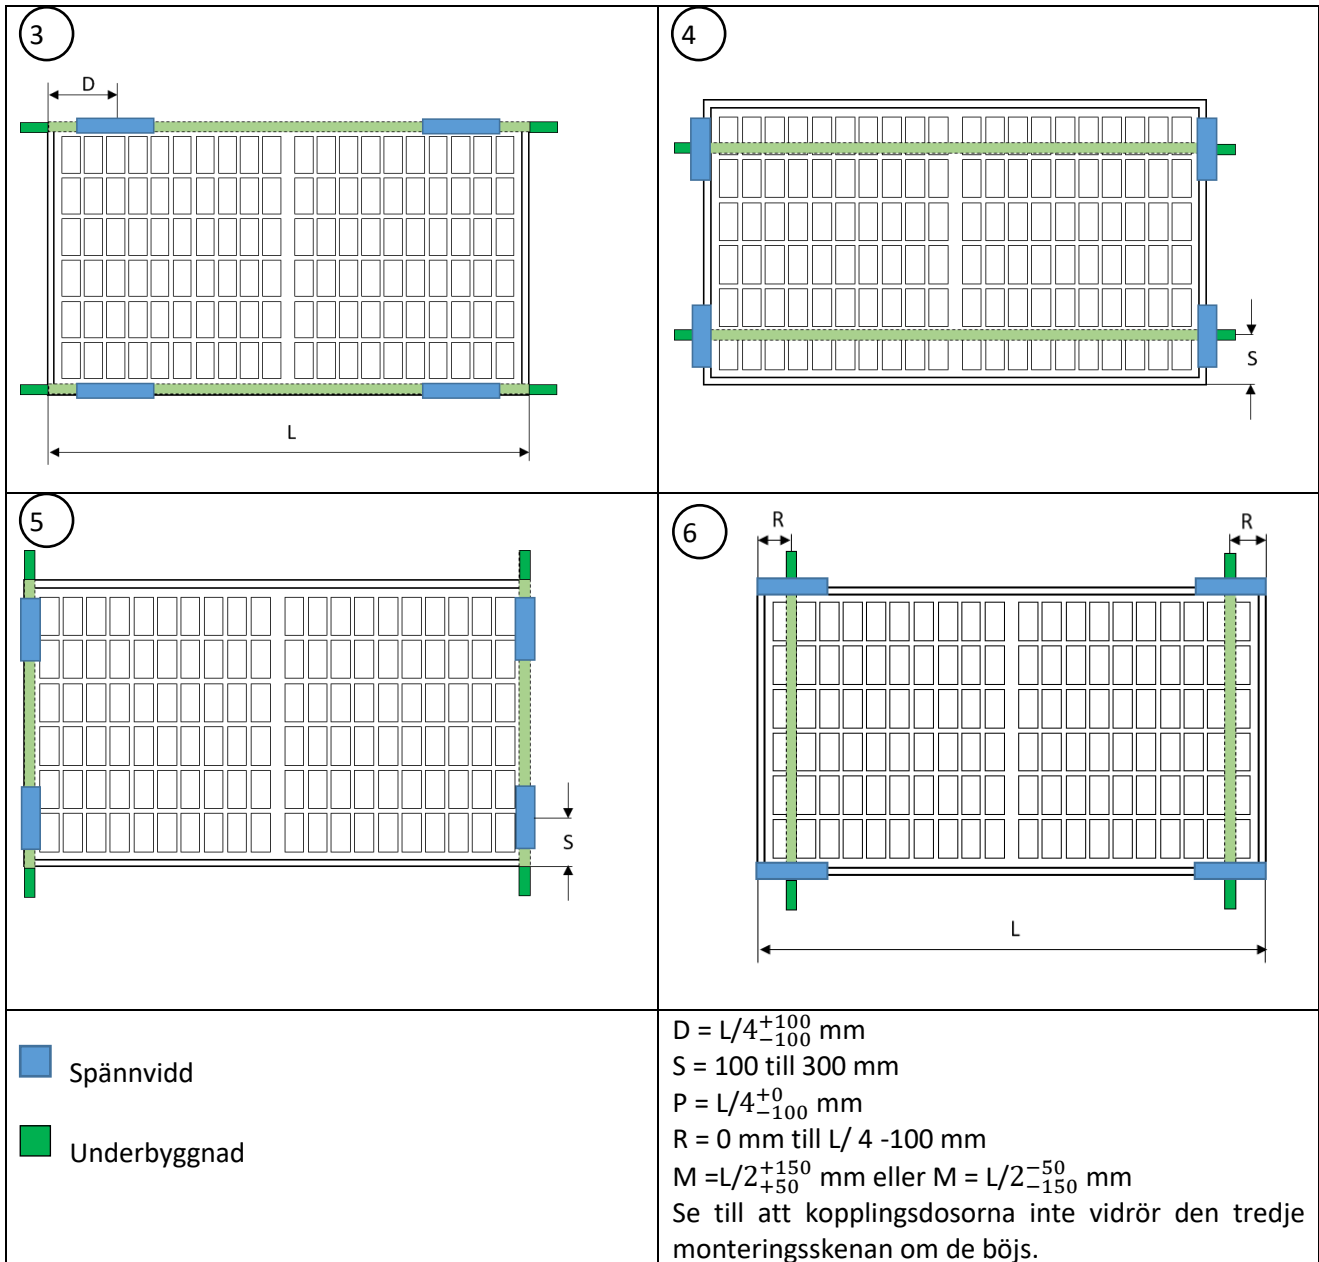 3
D
L
4
S
5
S
6
R
R
L
Spännvidd
Underbyggnad
D = L/4⁺¹⁰⁰₋₁₀₀ mm
S = 100 till 300 mm
P = L/4⁺⁰₋₁₀₀ mm
R = 0 mm till L/ 4 -100 mm
M =L/2⁺¹⁵⁰₊₅₀ mm eller M = L/2⁻⁵⁰₋₁₅₀ mm
Se till att kopplingsdosorna inte vidrör den tredje
monteringsskenan om de böjs.